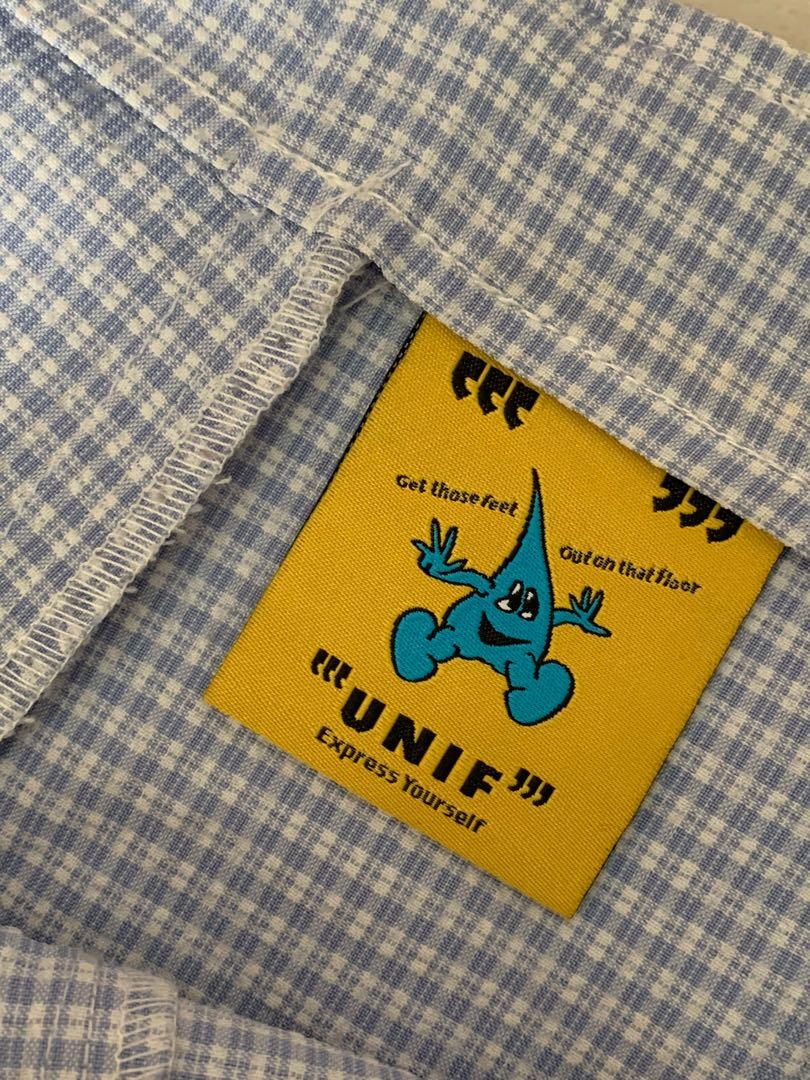 Get those feet
Out on that floor
"UNIF"
Express Yourself